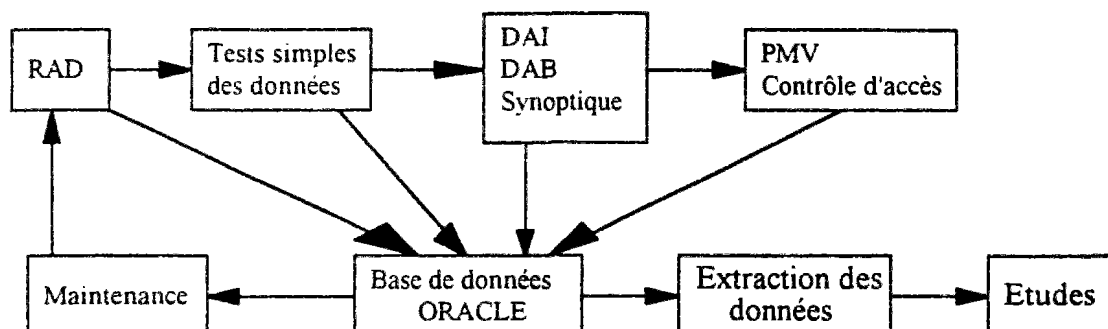 RAD
Tests simples
des données
DAI
DAB
Synoptique
PMV
Contrôle d'accès
Maintenance
Base de données
ORACLE
Extraction des
données
Etudes